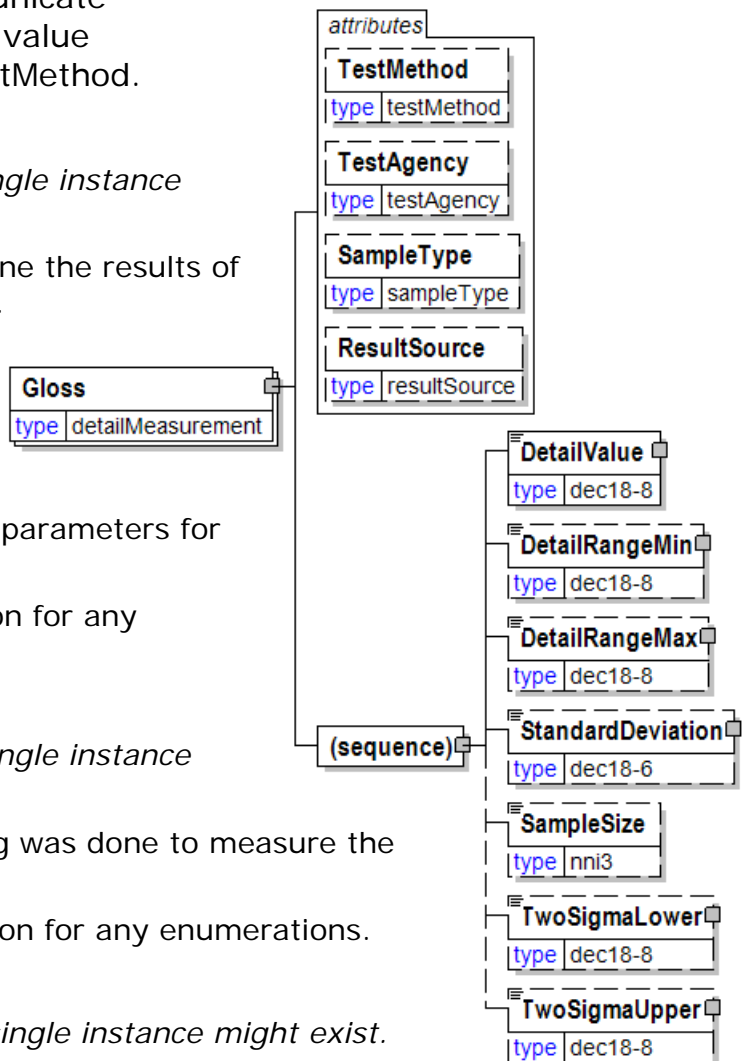 value
tMethod.
ngle instance
ne the results of
parameters for
on for any
ngle instance
g was done to measure the
on for any enumerations.
single instance might exist.
attributes
TestMethod
type testMethod
TestAgency
type testAgency
SampleType
type sampleType
ResultSource
type resultSource
Gloss
type detailMeasurement
(sequence)
DetailValue
type dec18-8
DetailRangeMin
type dec18-8
DetailRangeMax
type dec18-8
StandardDeviation
type dec18-6
SampleSize
type nni3
TwoSigmaLower
type dec18-8
TwoSigmaUpper
type dec18-8